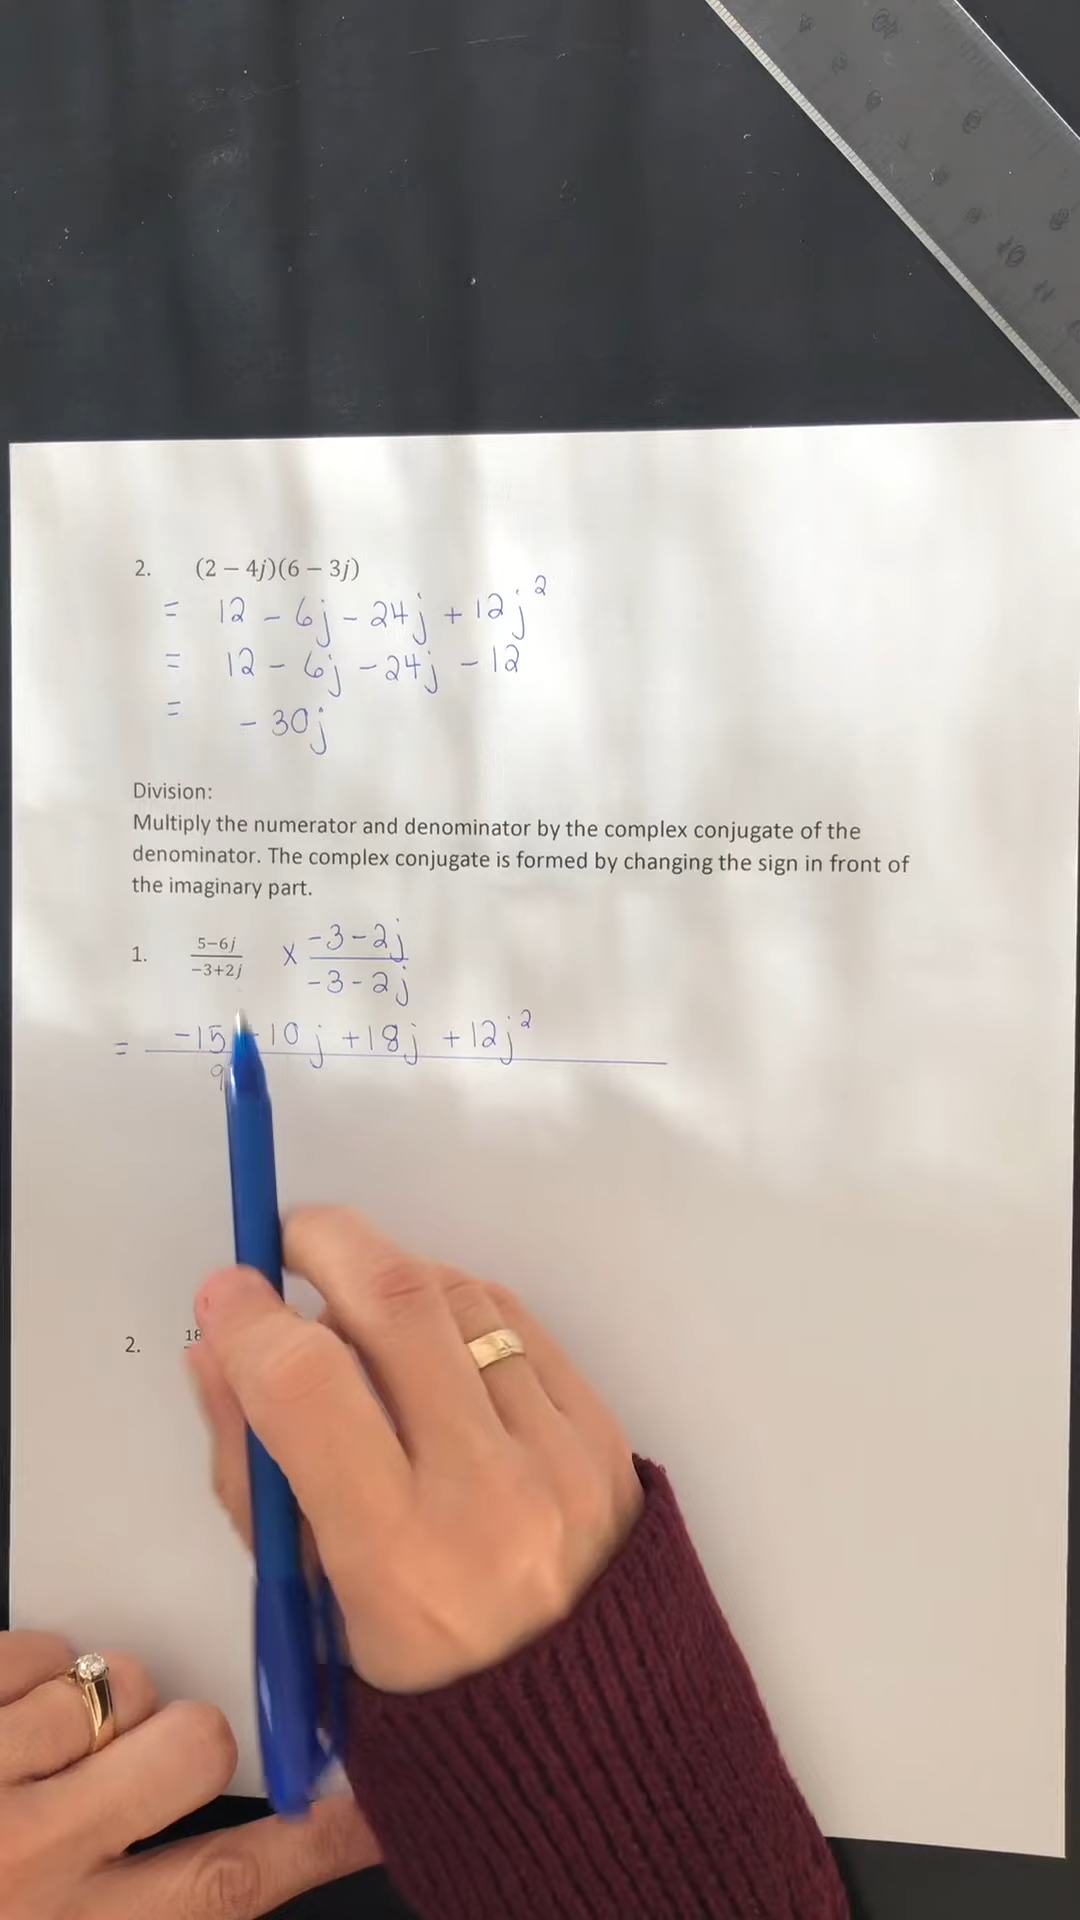 2. (2 – 4j)(6 – 3j)
= 12 - 6j - 24j + 12j²
= 12 - 6j - 24j - 12
= - 30j
Division:
Multiply the numerator and denominator by the complex conjugate of the
denominator. The complex conjugate is formed by changing the sign in front of
the imaginary part.
1. 5−6j / −3+2j × -3-2j / -3-2j
= -15 -10j +18j +12j²
9
2. 18